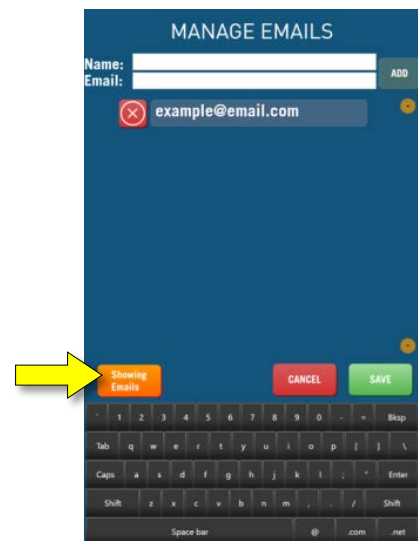 MANAGE EMAILS
Name:
Email:
ADD
example@email.com
Showing
Emails
CANCEL
SAVE
` 1 2 3 4 5 6 7 8 9 0 - = Bksp
Tab q w e r t y u i o p [ ] \
Caps a s d f g h j k l ; " Enter
Shift z x c v b n m , . / Shift
Space bar @ .com .net